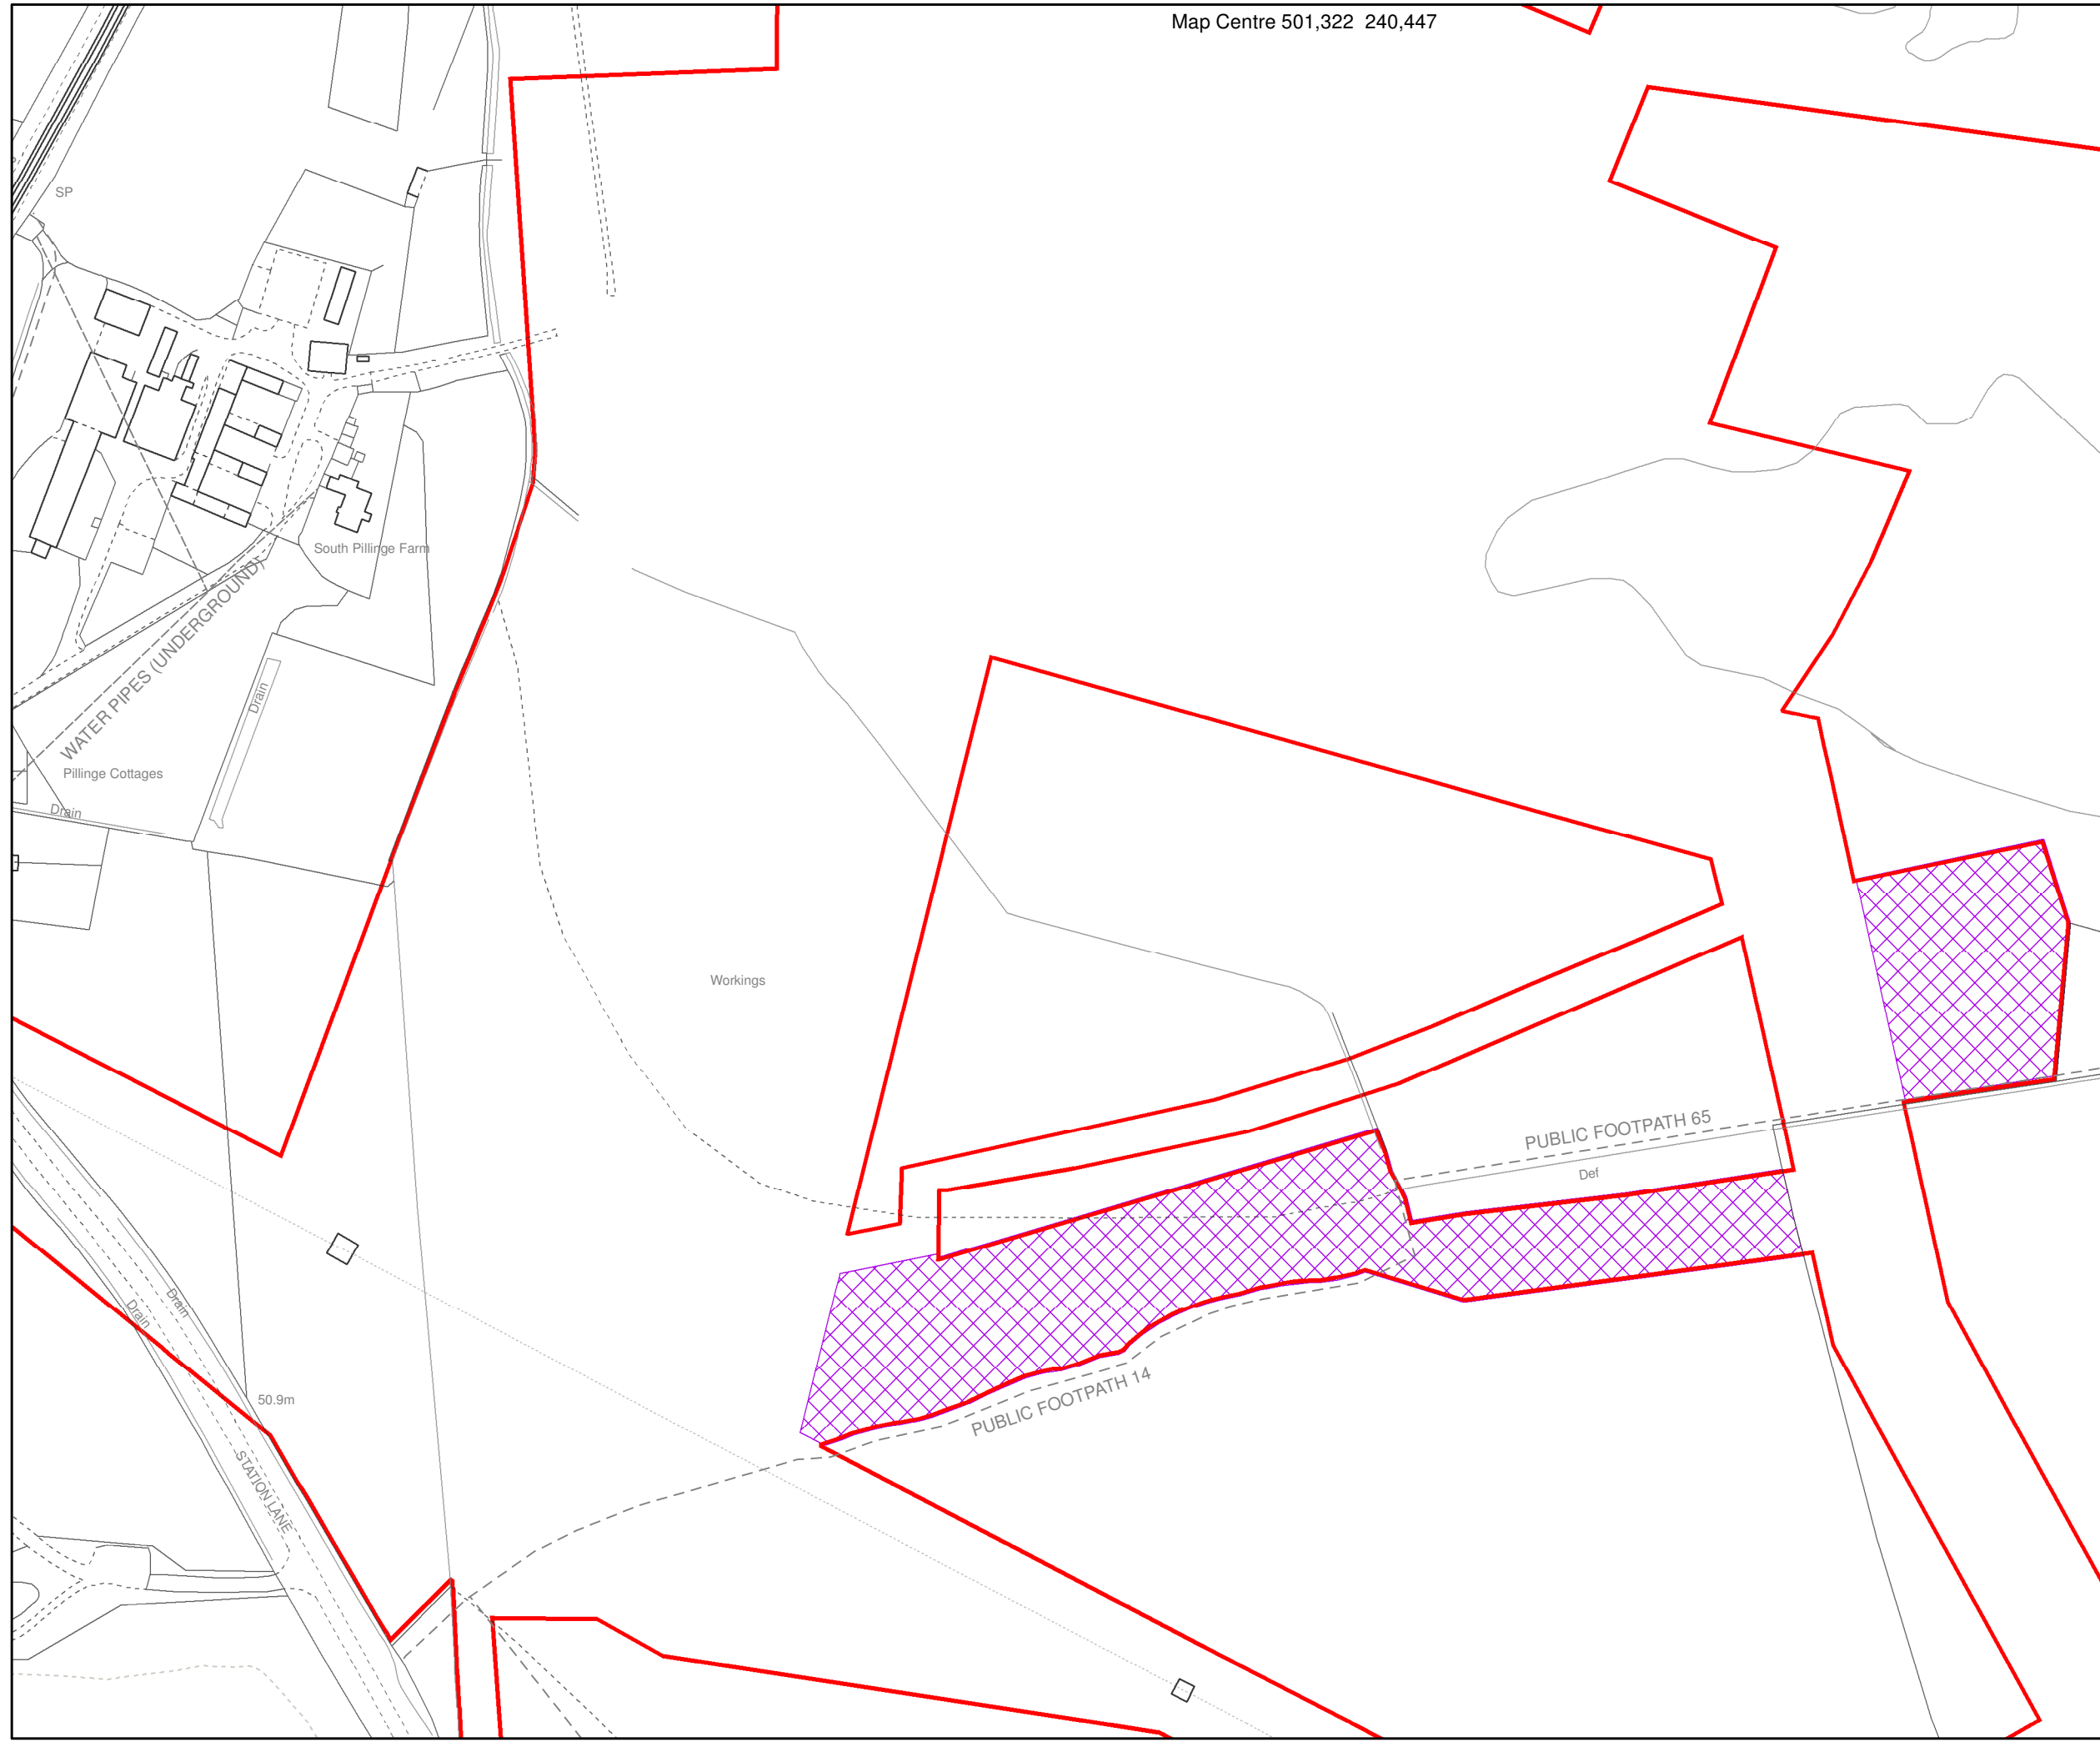 Map Centre 501,322 240,447
SP
South Pillinge Farm
WATER PIPES (UNDERGROUND)
Drain
Pillinge Cottages
Drain
Workings
PUBLIC FOOTPATH 65
Def
Drain
Drain
PUBLIC FOOTPATH 14
50.9m
STATION LANE